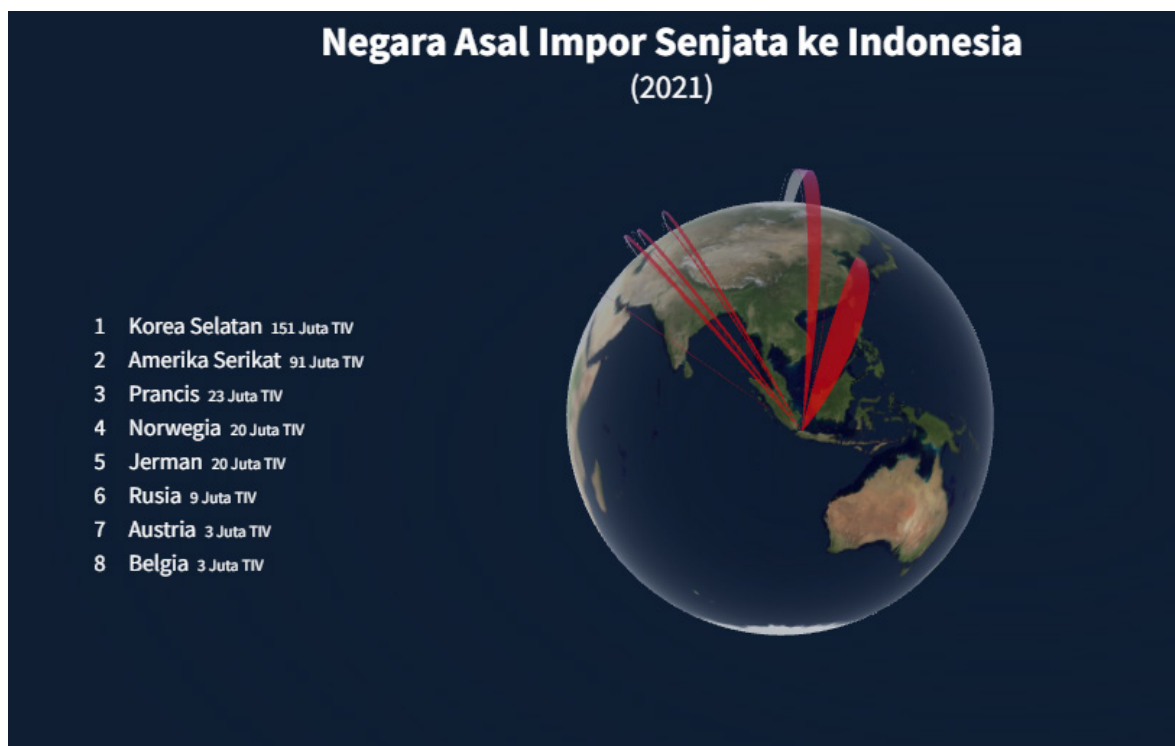 Negara Asal Impor Senjata ke Indonesia
(2021)
1 Korea Selatan 151 Juta TIV
2 Amerika Serikat 91 Juta TIV
3 Prancis 23 Juta TIV
4 Norwegia 20 Juta TIV
5 Jerman 20 Juta TIV
6 Rusia 9 Juta TIV
7 Austria 3 Juta TIV
8 Belgia 3 Juta TIV